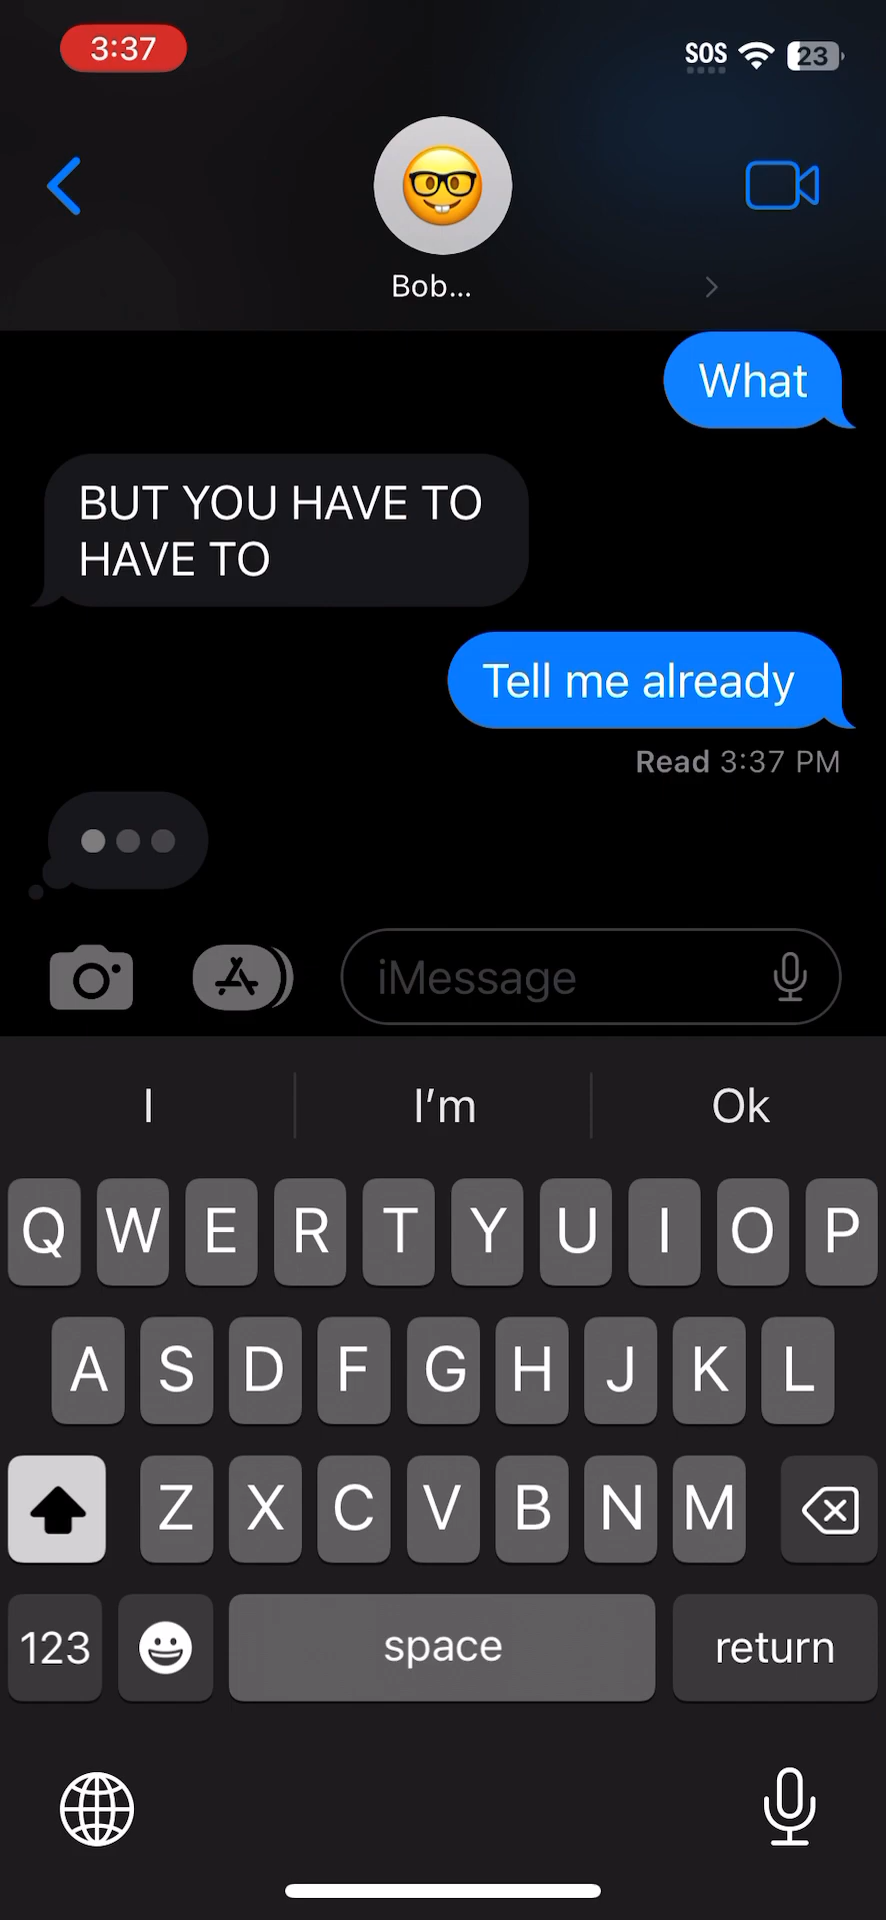 3:37
SOS
23
Bob...
What
BUT YOU HAVE TO
HAVE TO
Tell me already
Read 3:37 PM
iMessage
I
I'm
Ok
Q W E R T Y U I O P
A S D F G H J K L
Z X C V B N M
123
space
return